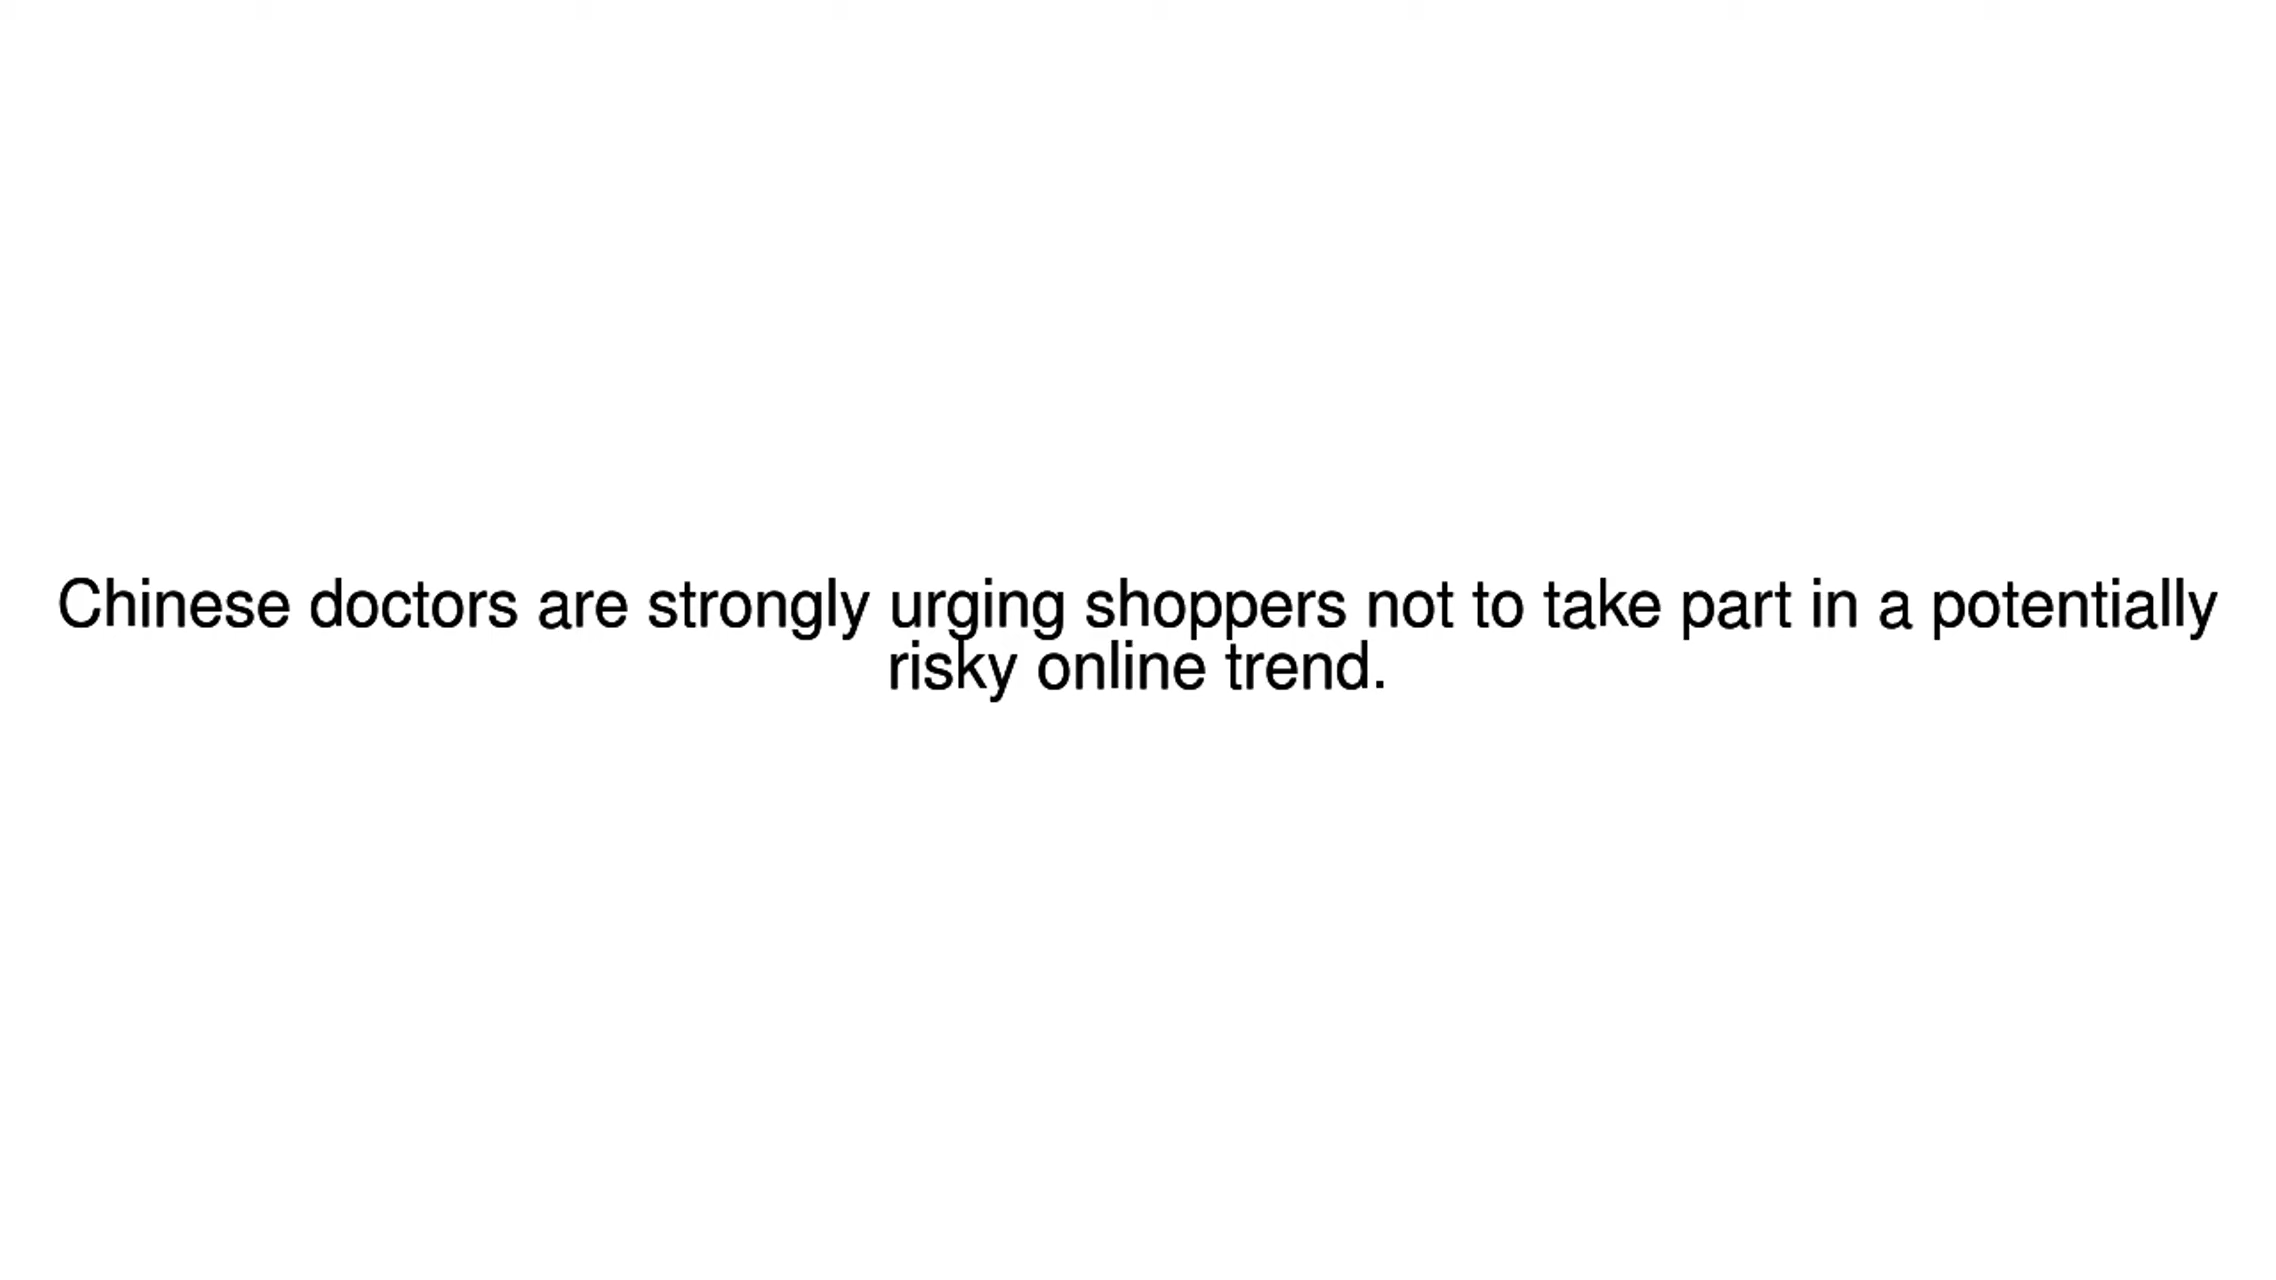 Chinese doctors are strongly urging shoppers not to take part in a potentially
risky online trend.